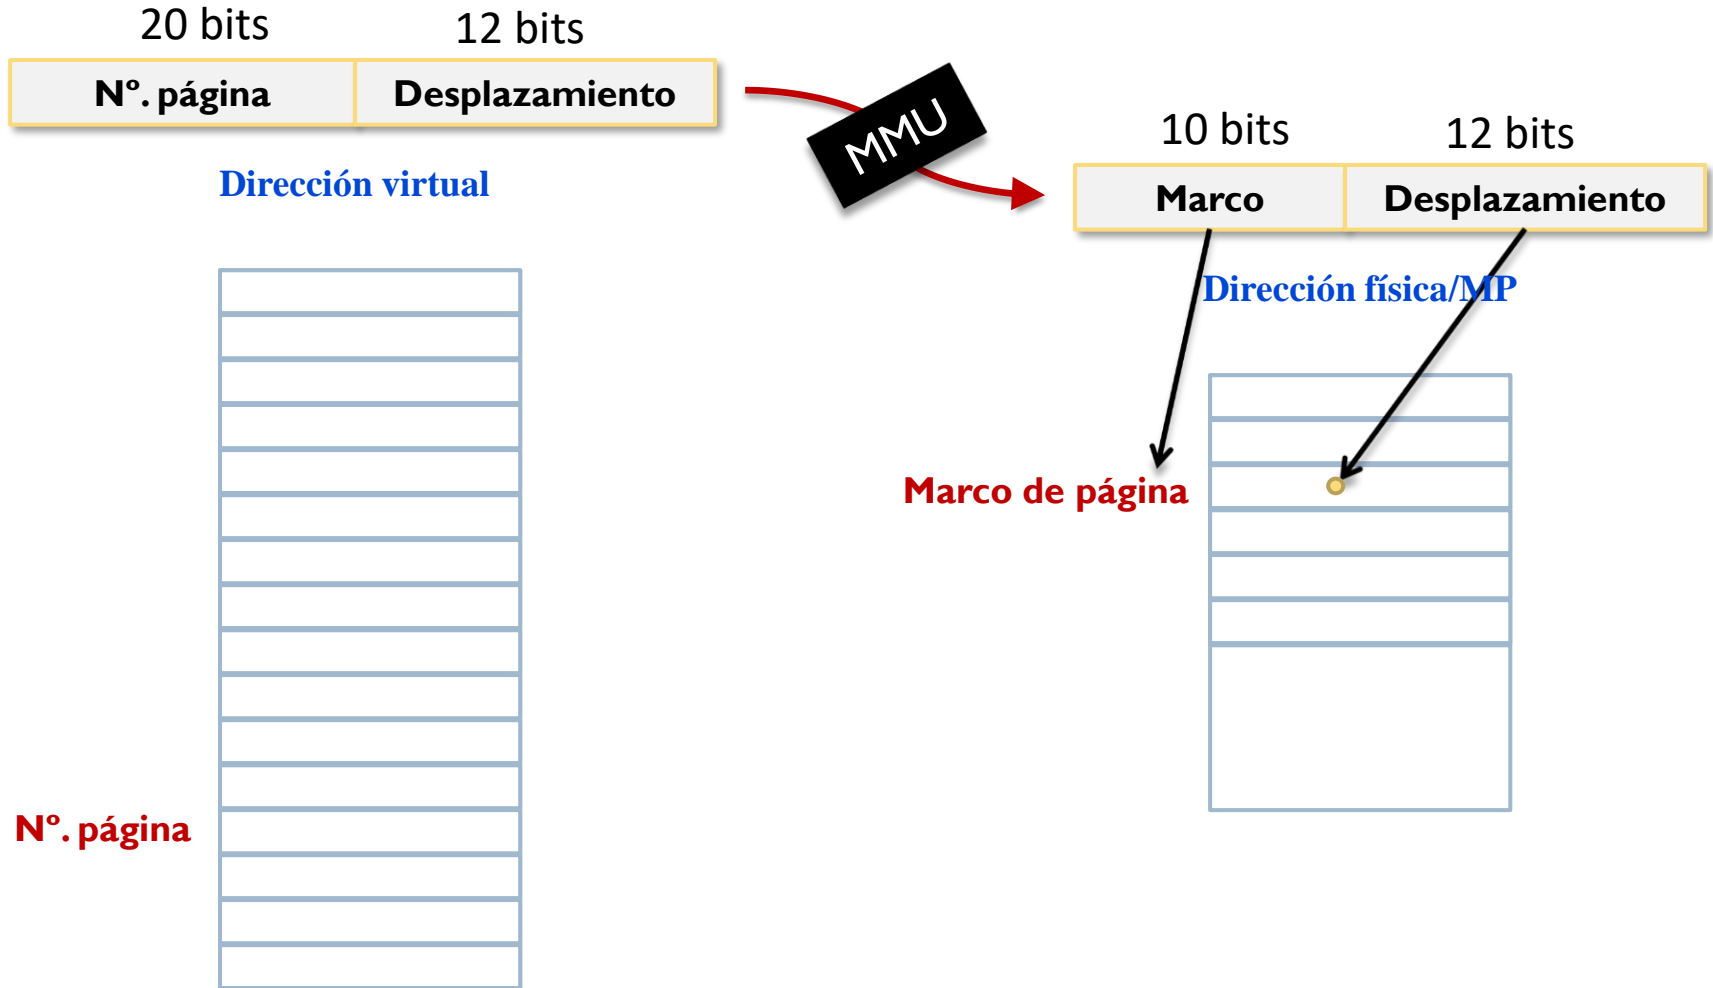 20 bits
12 bits
Nº. página
Desplazamiento
Dirección virtual
MMU
10 bits
12 bits
Marco
Desplazamiento
Dirección física/MP
Marco de página
Nº. página